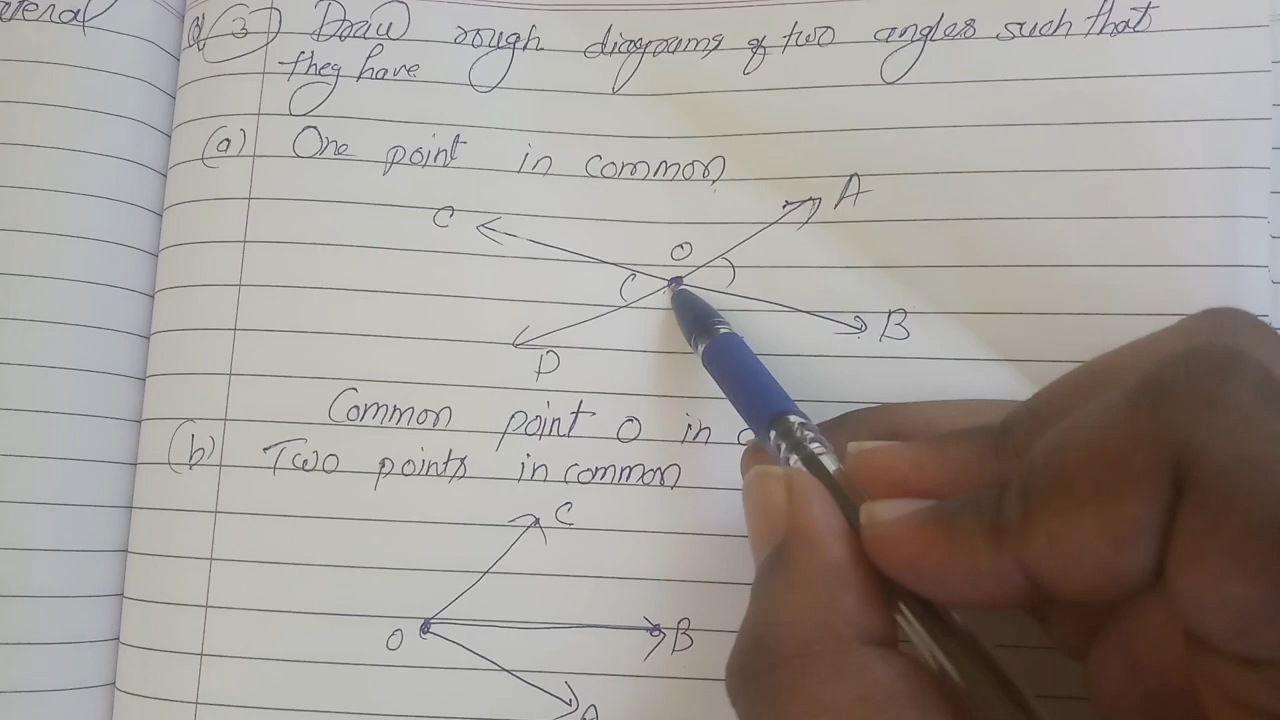 Q 3 Draw rough diagrams of two angles such that
they have
(a) One point in common
C
A
O
B
D
Common point O in
(b) Two points in common
C
O
B